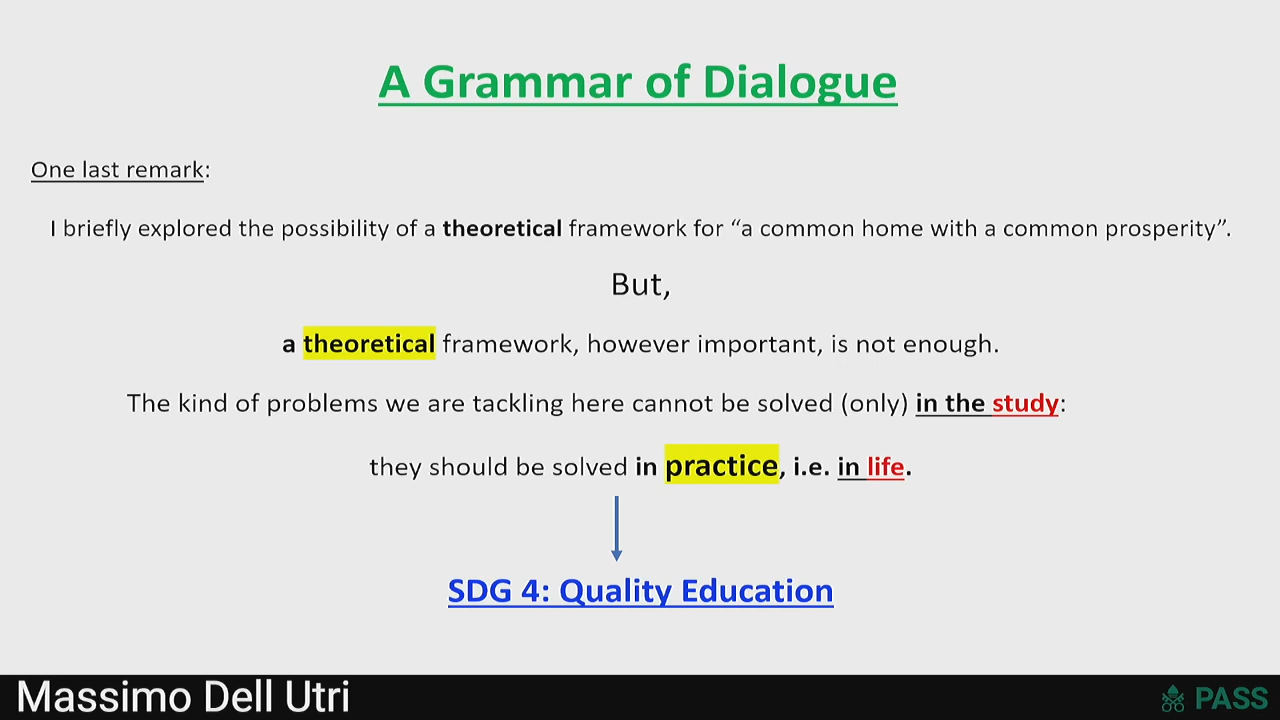 A Grammar of Dialogue
One last remark:
I briefly explored the possibility of a theoretical framework for “a common home with a common prosperity”.
But,
a theoretical framework, however important, is not enough.
The kind of problems we are tackling here cannot be solved (only) in the study:
they should be solved in practice, i.e. in life.
SDG 4: Quality Education
Massimo Dell Utri
PASS